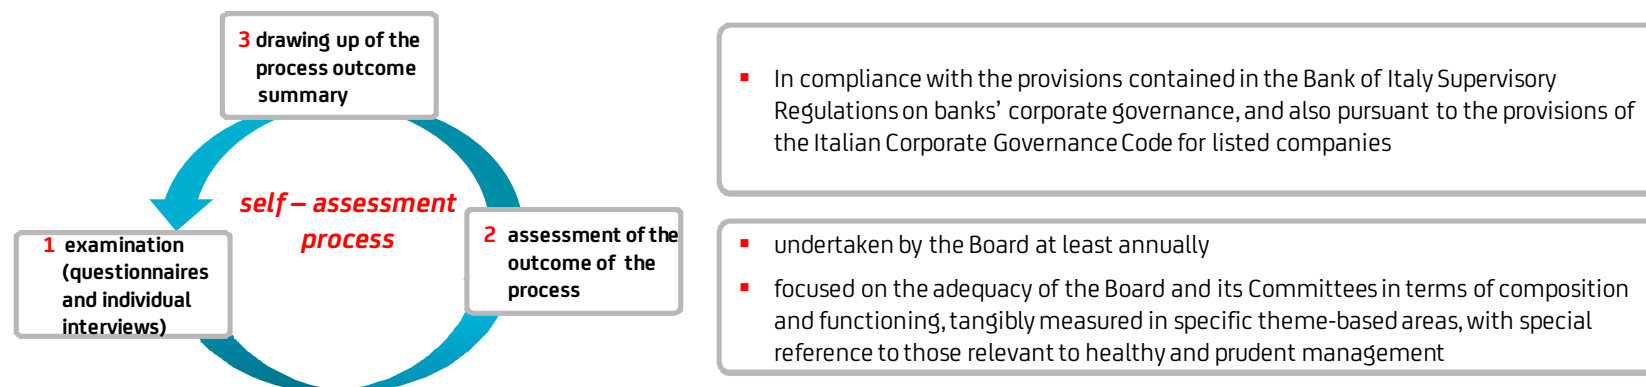 3 drawing up of the
process outcome
summary
self – assessment
process
1 examination
(questionnaires
and individual
interviews)
2 assessment of the
outcome of the
process
▪ In compliance with the provisions contained in the Bank of Italy Supervisory
Regulations on banks’ corporate governance, and also pursuant to the provisions of
the Italian Corporate Governance Code for listed companies
▪ undertaken by the Board at least annually
▪ focused on the adequacy of the Board and its Committees in terms of composition
and functioning, tangibly measured in specific theme-based areas, with special
reference to those relevant to healthy and prudent management